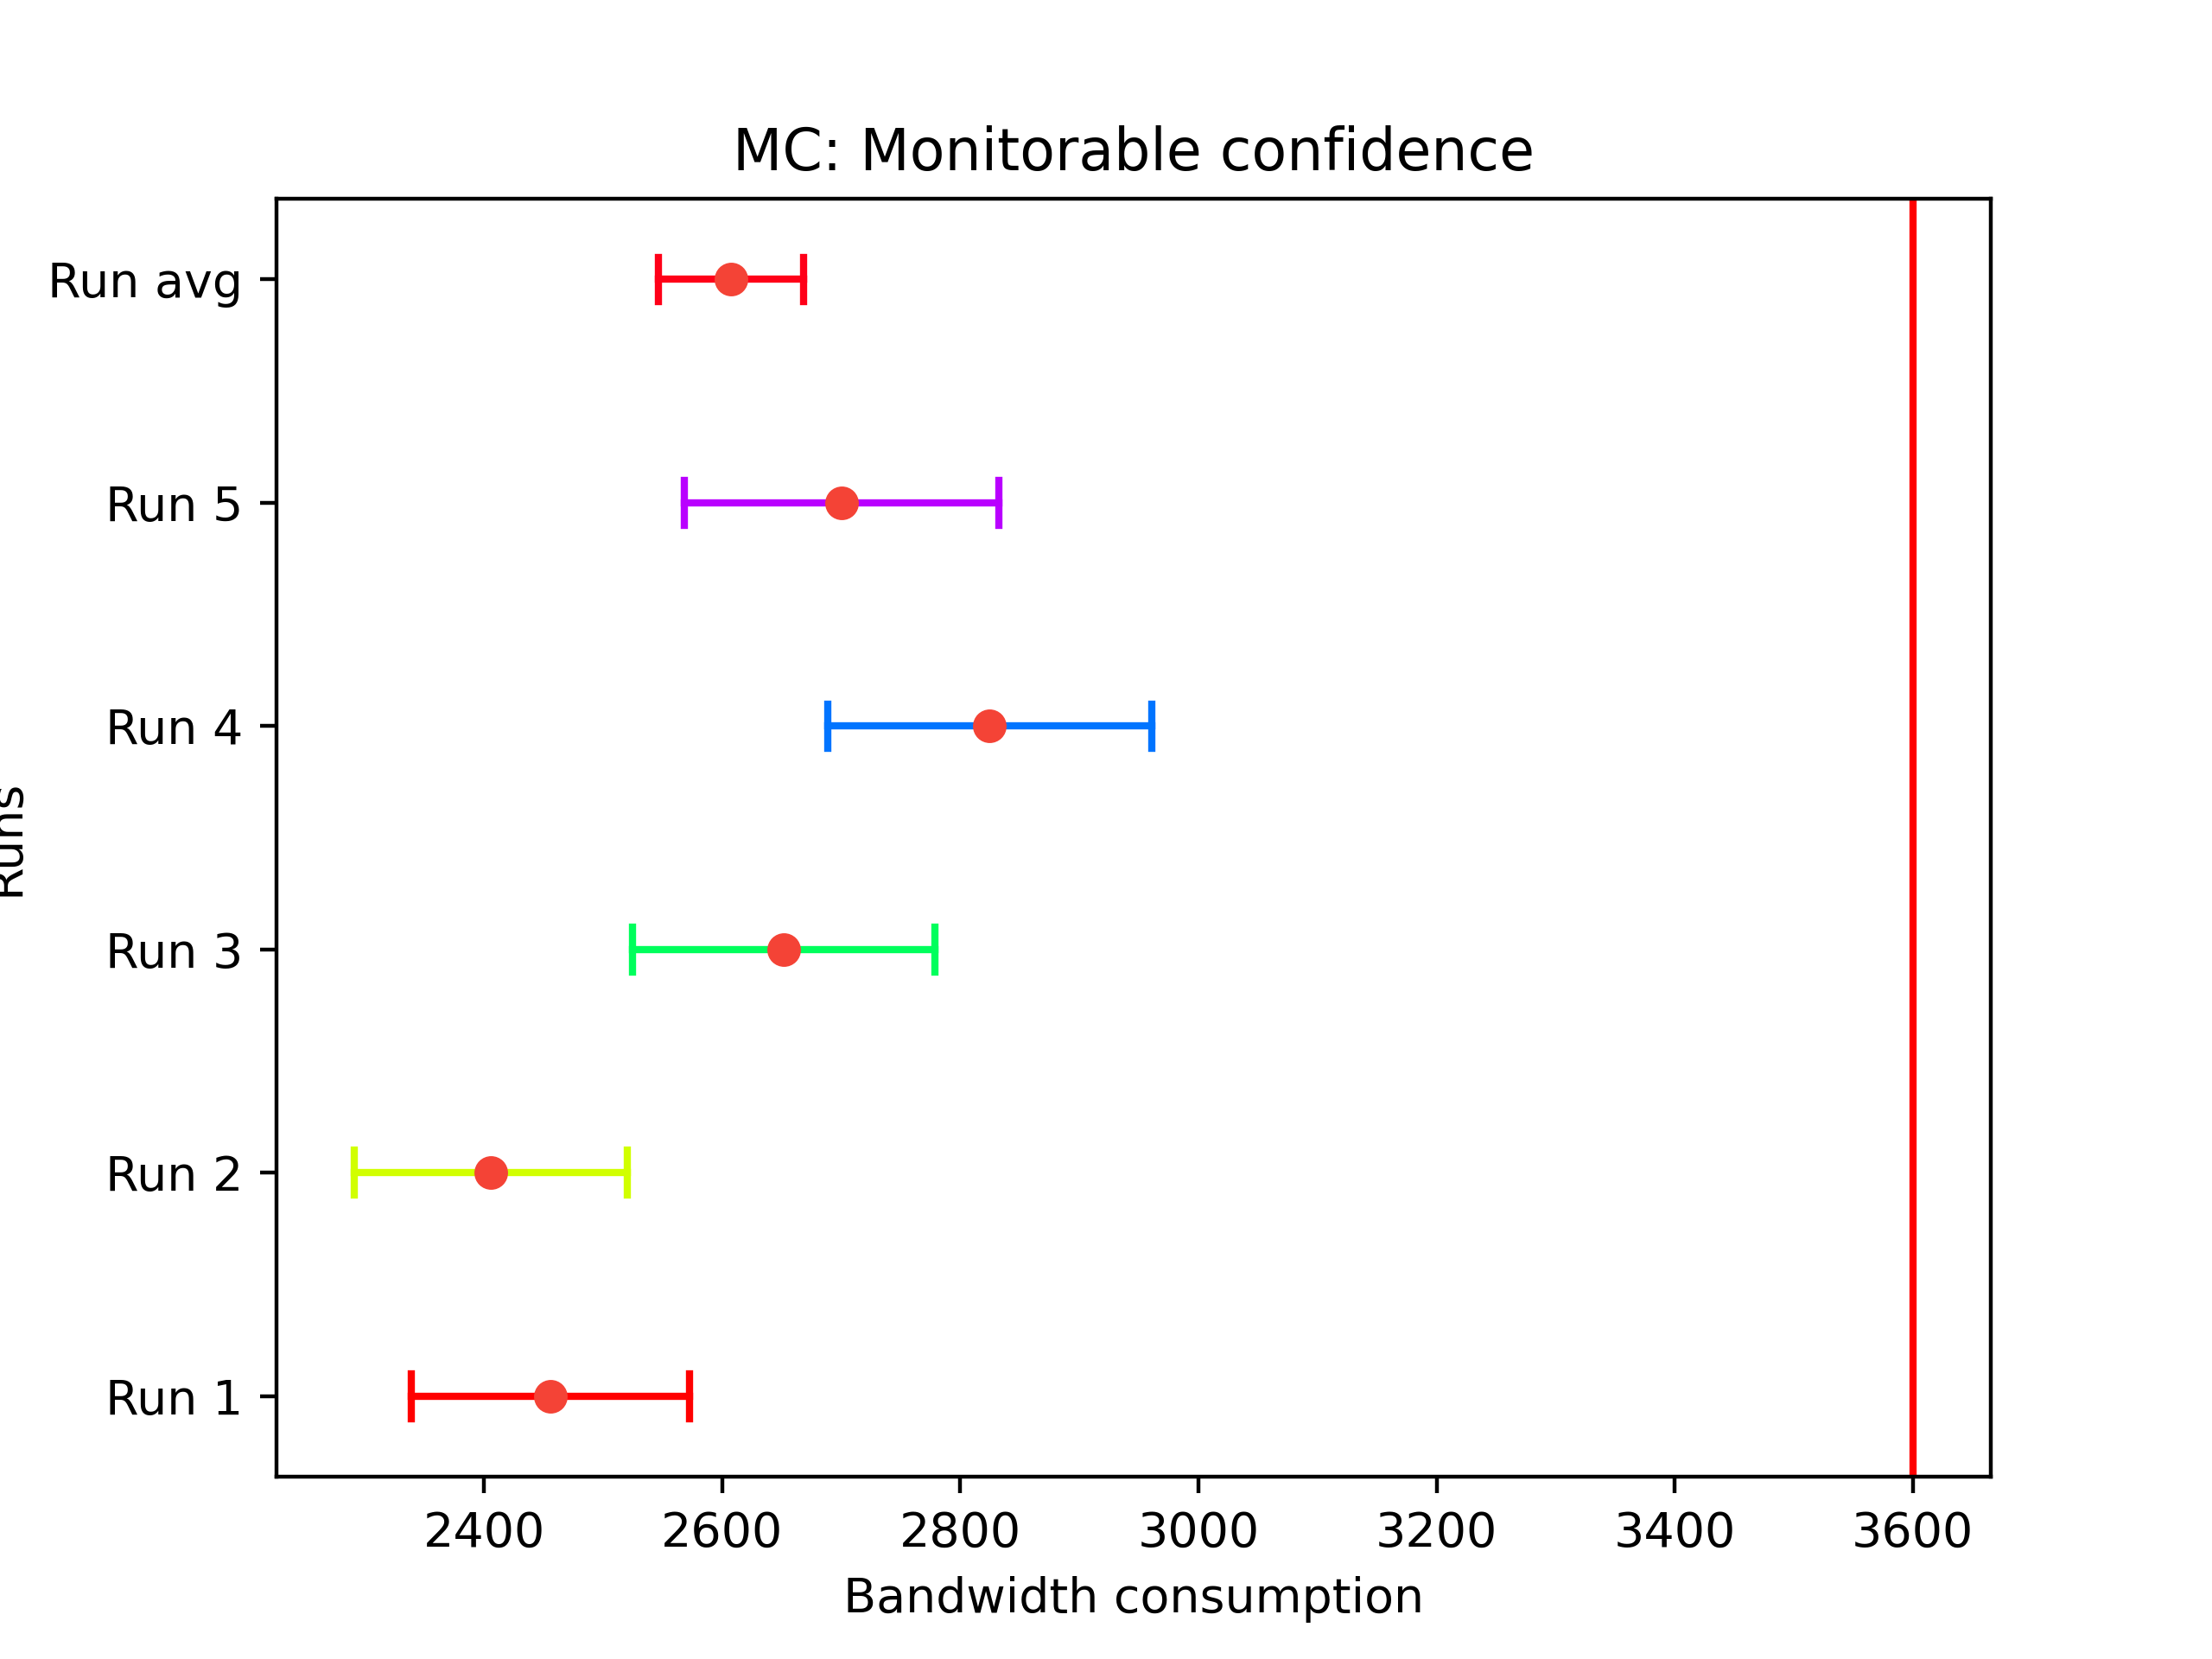 MC: Monitorable confidence
Run avg
Run 5
Run 4
Runs
Run 3
Run 2
Run 1
2400 2600 2800 3000 3200 3400 3600
Bandwidth consumption